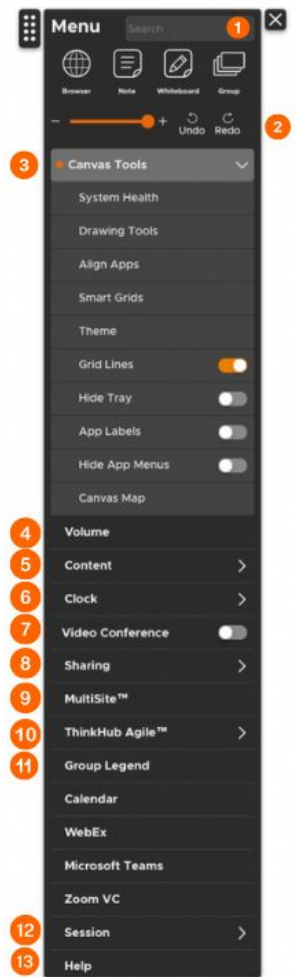 Menu Search 1
Browser Note Whiteboard Group
- + Undo Redo 2
3 Canvas Tools
System Health
Drawing Tools
Align Apps
Smart Grids
Theme
Grid Lines
Hide Tray
App Labels
Hide App Menus
Canvas Map
4 Volume
5 Content
6 Clock
7 Video Conference
8 Sharing
9 MultiSite™
10 ThinkHub Agile™
11 Group Legend
Calendar
WebEx
Microsoft Teams
Zoom VC
12 Session
13 Help